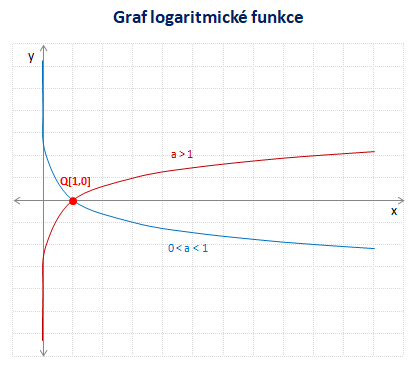 Graf logaritmické funkce
y
a > 1
Q[1,0]
x
0 < a < 1